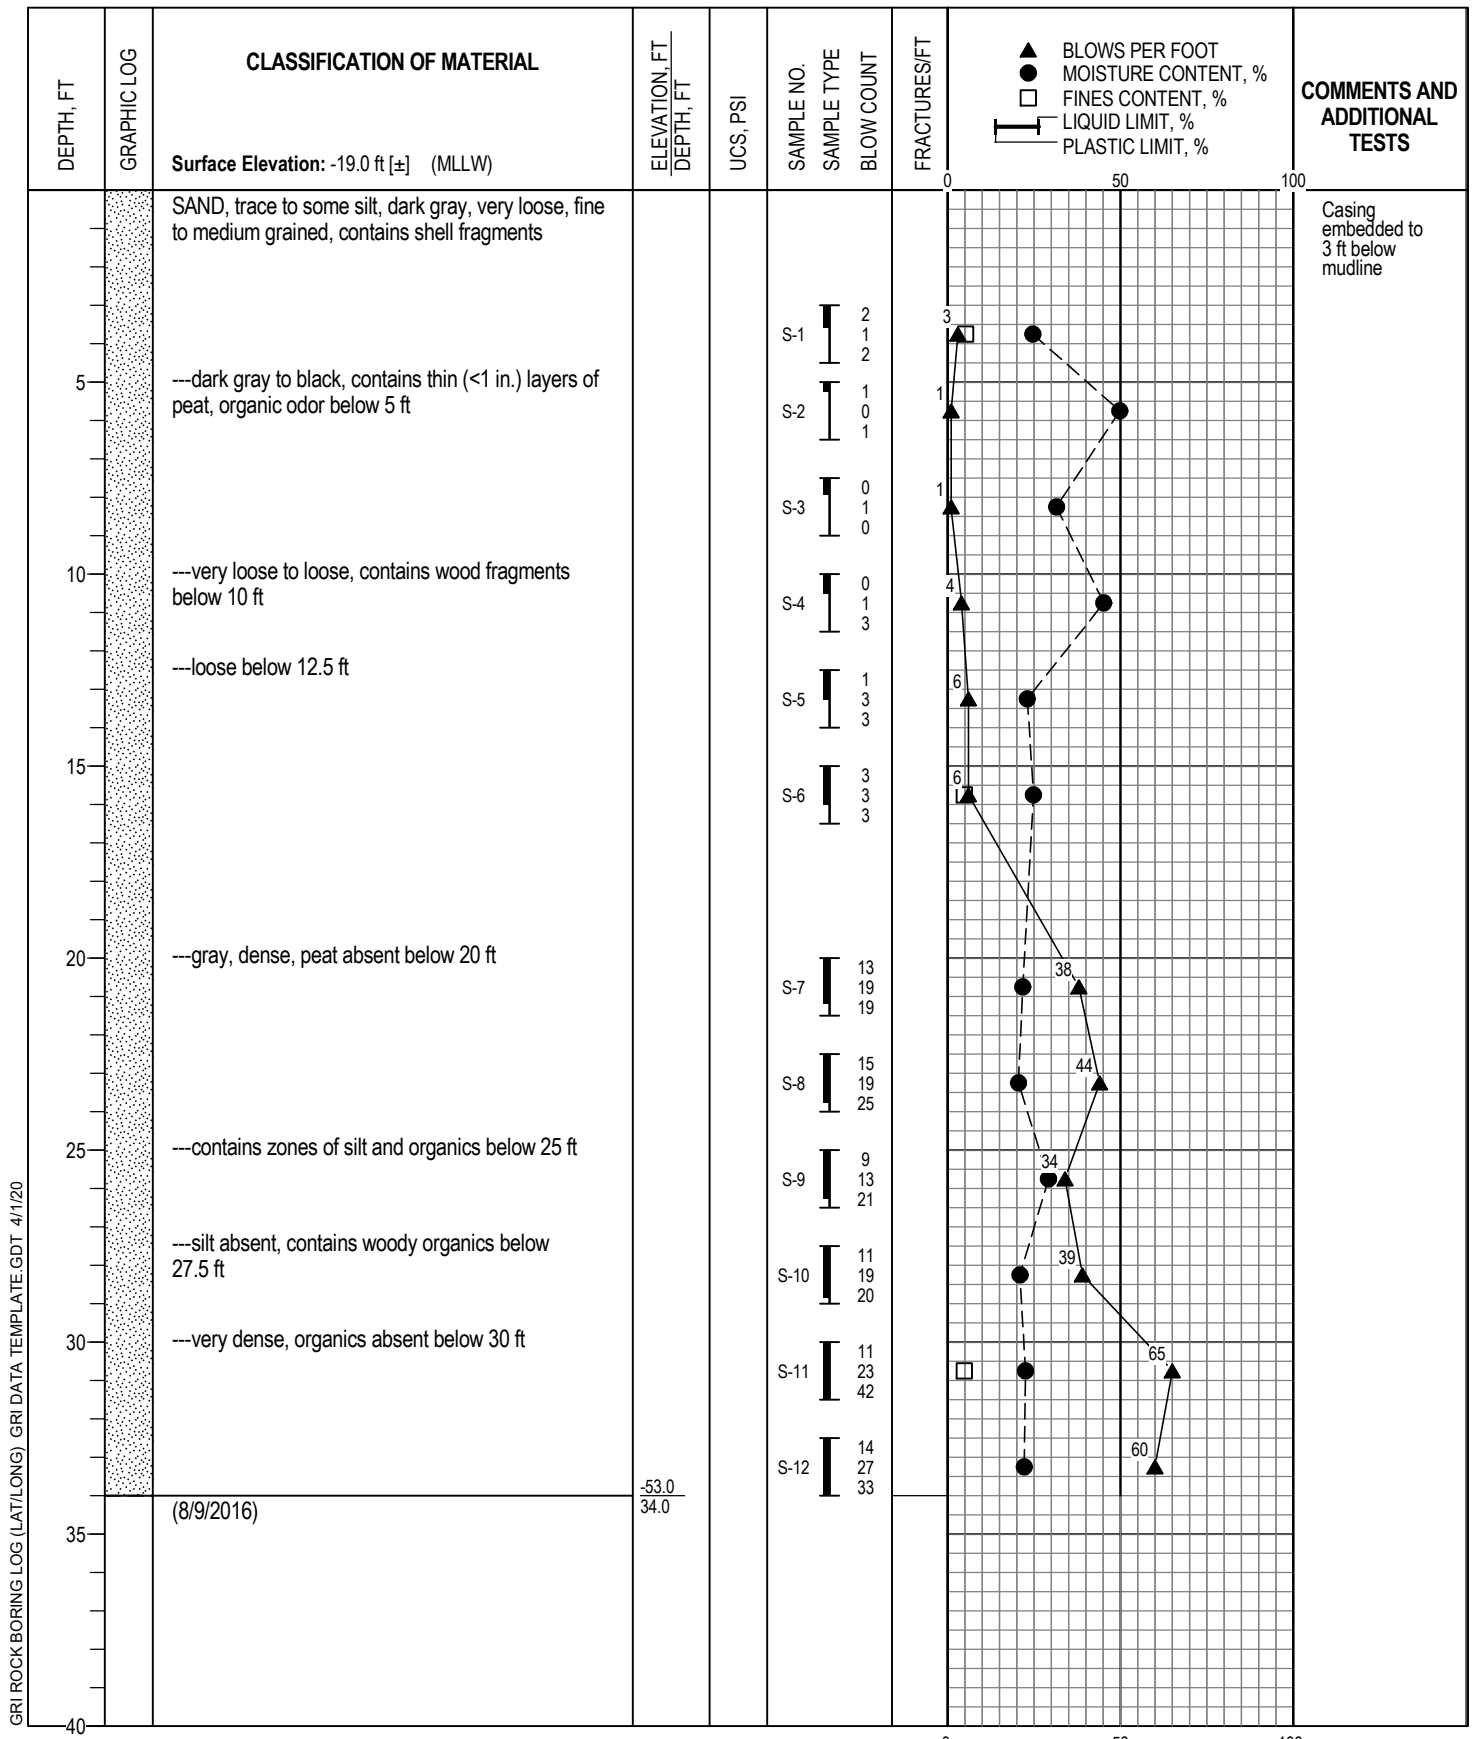 DEPTH, FT
GRAPHIC LOG
CLASSIFICATION OF MATERIAL
Surface Elevation: -19.0 ft [±] (MLLW)
ELEVATION, FT
DEPTH, FT
UCS, PSI
SAMPLE NO.
SAMPLE TYPE
BLOW COUNT
FRACTURES/FT
BLOWS PER FOOT
MOISTURE CONTENT, %
FINES CONTENT, %
LIQUID LIMIT, %
PLASTIC LIMIT, %
COMMENTS AND
ADDITIONAL
TESTS
0 50 100
SAND, trace to some silt, dark gray, very loose, fine
to medium grained, contains shell fragments
Casing
embedded to
3 ft below
mudline
S-1
2
1
2
3
5
---dark gray to black, contains thin (<1 in.) layers of
peat, organic odor below 5 ft
S-2
1
0
1
1
S-3
0
1
0
1
10
---very loose to loose, contains wood fragments
below 10 ft
S-4
0
1
3
4
---loose below 12.5 ft
S-5
1
3
3
6
15
S-6
3
3
3
6
20
---gray, dense, peat absent below 20 ft
S-7
13
19
19
38
S-8
15
19
25
44
25
---contains zones of silt and organics below 25 ft
S-9
9
13
21
34
---silt absent, contains woody organics below
27.5 ft
S-10
11
19
20
39
30
---very dense, organics absent below 30 ft
S-11
11
23
42
65
S-12
14
27
33
60
-53.0
34.0
(8/9/2016)
35
40
GRI ROCK BORING LOG (LAT/LONG) GRI DATA TEMPLATE.GDT 4/1/20